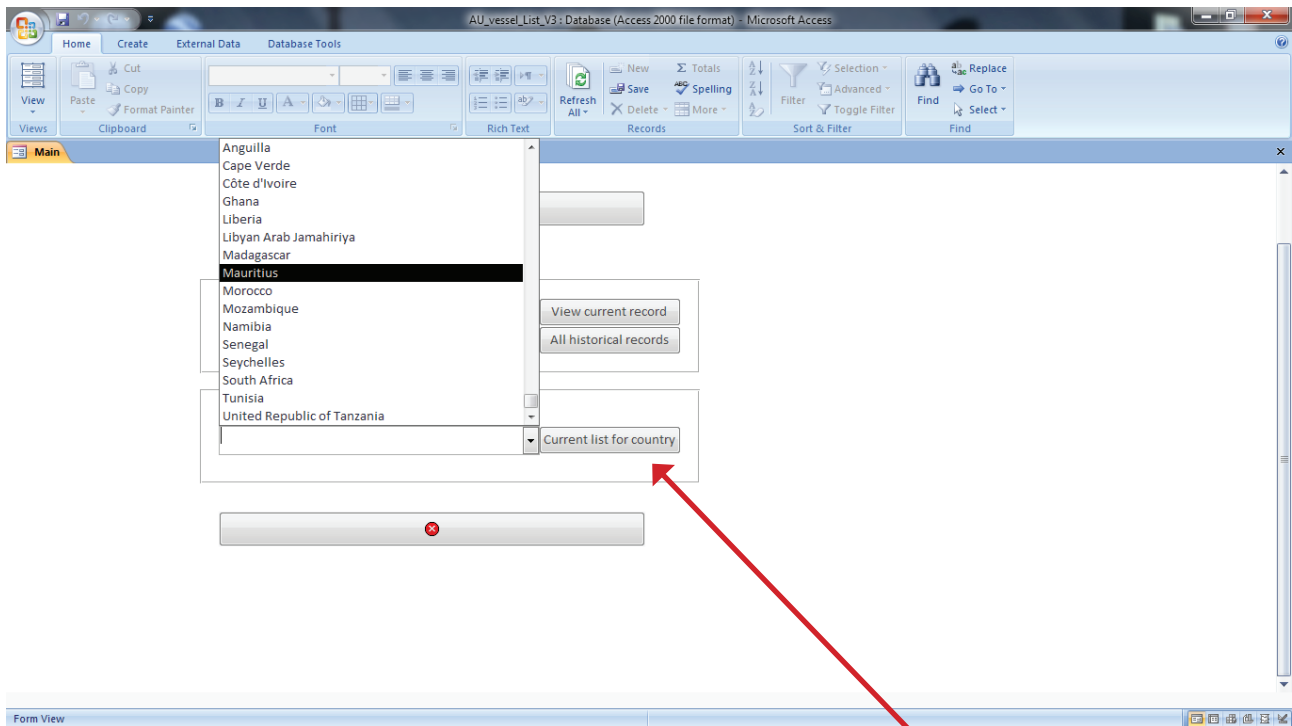 AU_vessel_List_V3 : Database (Access 2000 file format) - Microsoft Access
Home Create External Data Database Tools
View
Paste
Cut
Copy
Format Painter
B I U A
ab
Refresh All
New
Save
Delete
Σ Totals
ABC Spelling
More
Filter
Selection
Advanced
Toggle Filter
Find
Replace
Go To
Select
Views Clipboard Font Rich Text Records Sort & Filter Find
Main
Anguilla
Cape Verde
Côte d'Ivoire
Ghana
Liberia
Libyan Arab Jamahiriya
Madagascar
Mauritius
Morocco
Mozambique
Namibia
Senegal
Seychelles
South Africa
Tunisia
United Republic of Tanzania
View current record
All historical records
Current list for country
Form View